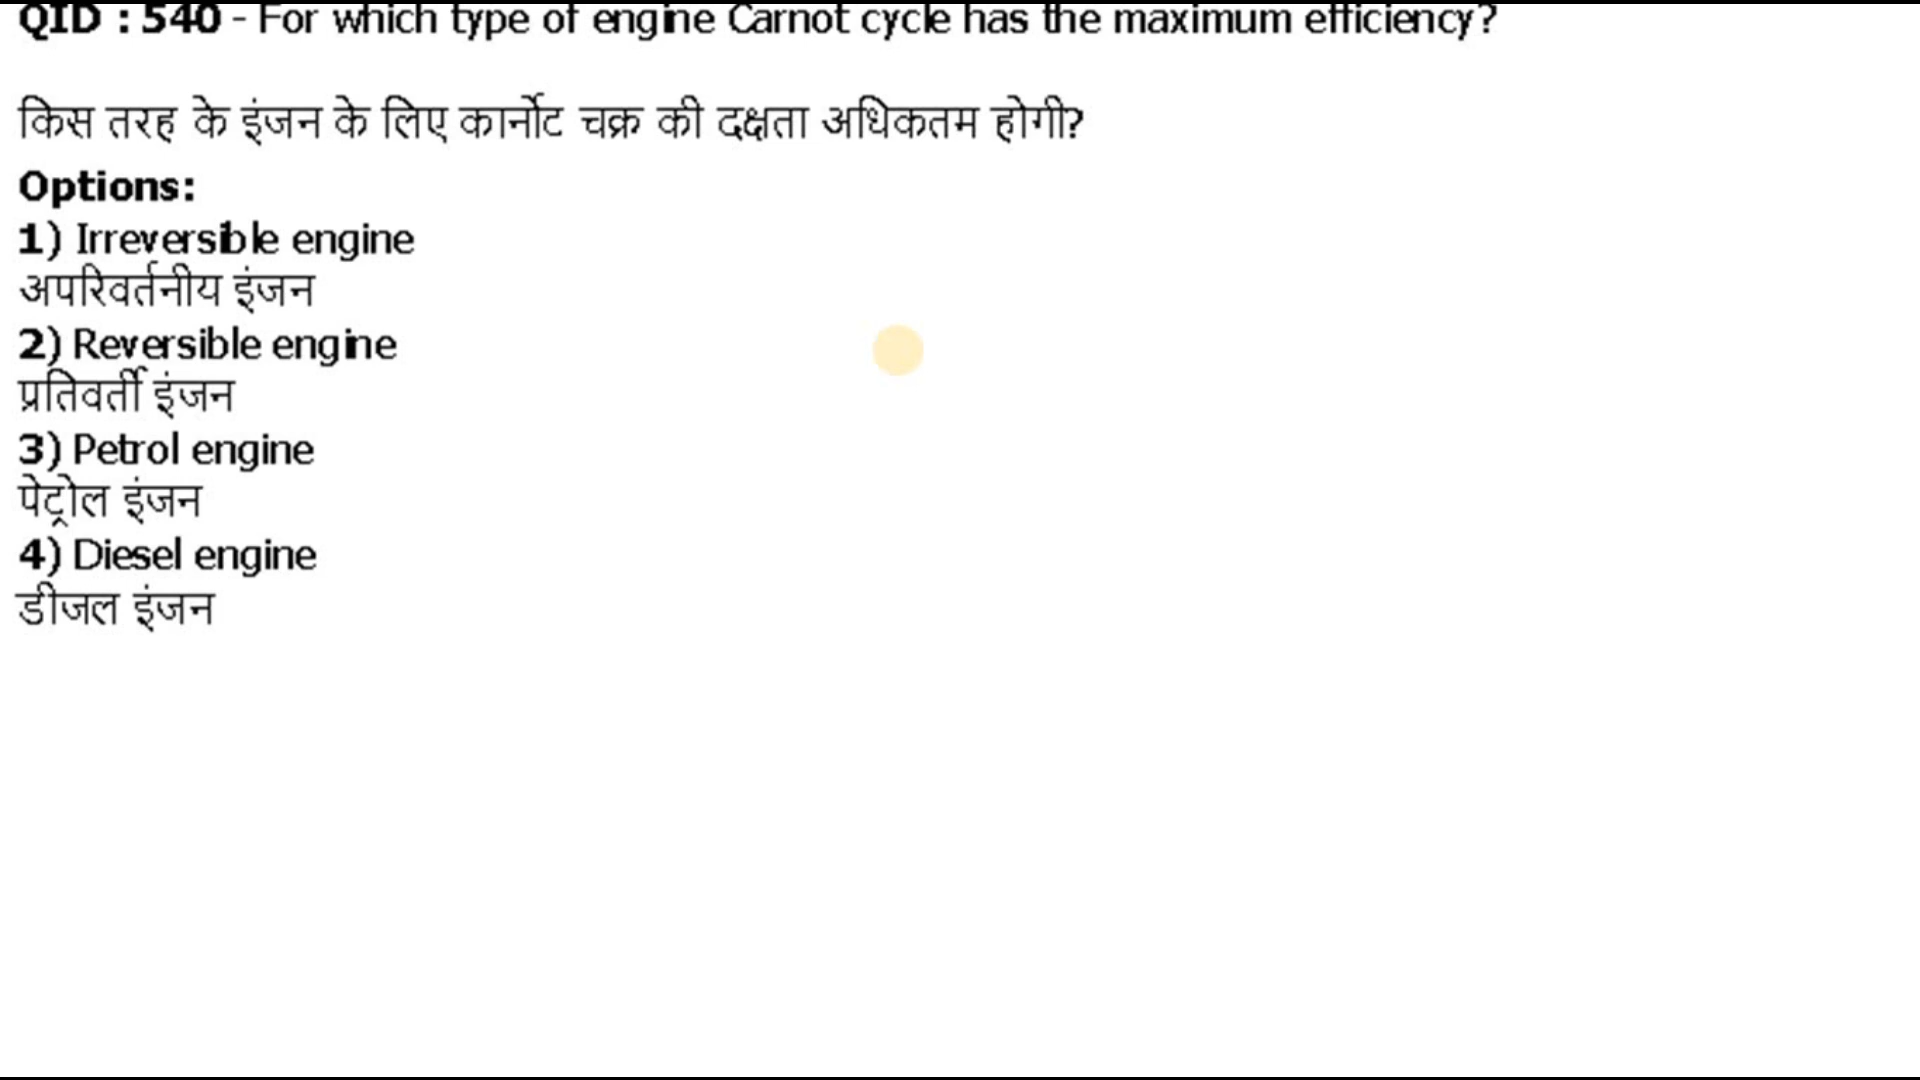 QID : 540 - For which type of engine Carnot cycle has the maximum efficiency?
किस तरह के इंजन के लिए कार्नोट चक्र की दक्षता अधिकतम होगी?
Options:
1) Irreversible engine
अपरिवर्तनीय इंजन
2) Reversible engine
प्रतिवर्ती इंजन
3) Petrol engine
पेट्रोल इंजन
4) Diesel engine
डीजल इंजन